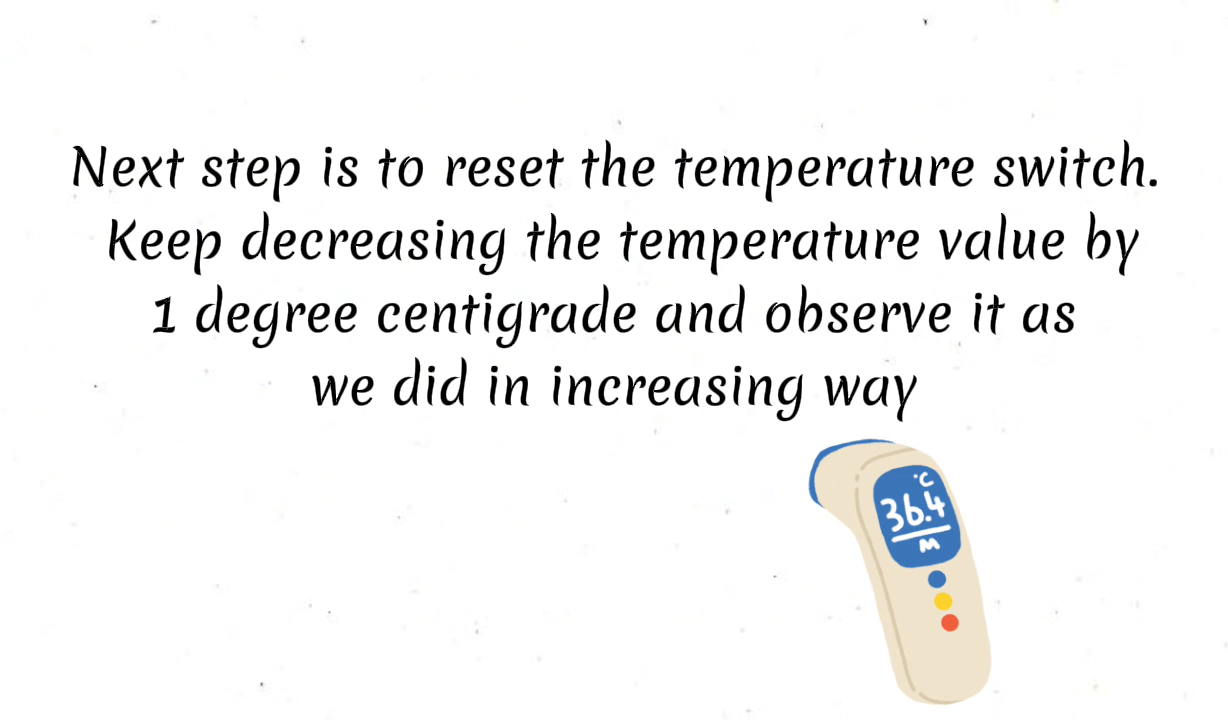 Next step is to reset the temperature switch.
Keep decreasing the temperature value by
1 degree centigrade and observe it as
we did in increasing way
°C
36.4
M